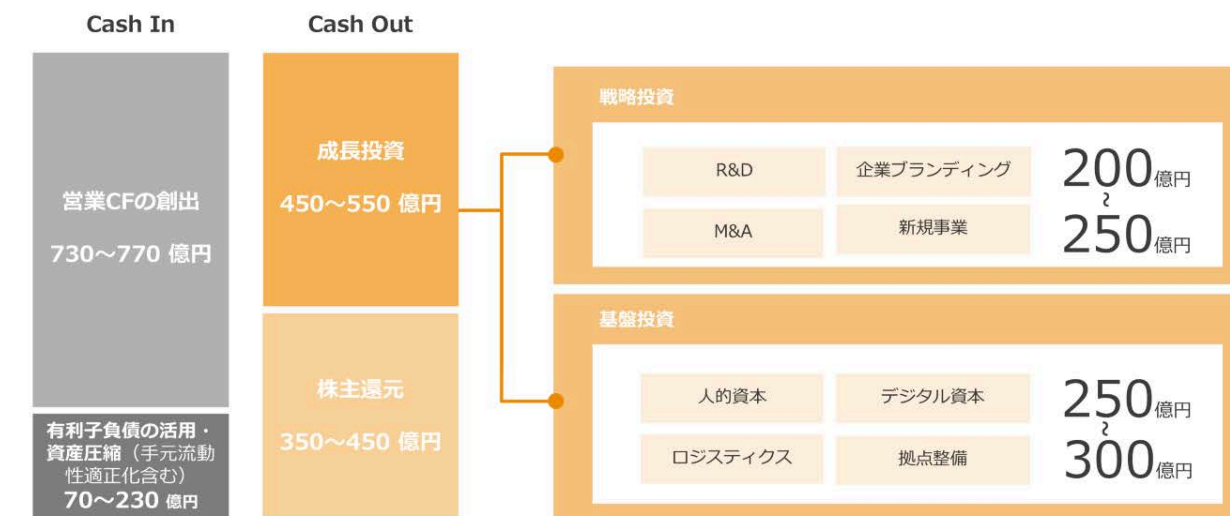 Cash In
営業CFの創出
730～770 億円
有利子負債の活用・
資産圧縮（手元流動
性適正化含む）
70～230 億円
Cash Out
成長投資
450～550 億円
株主還元
350～450 億円
戦略投資
R&D
企業ブランディング
M&A
新規事業
200億円
～
250億円
基盤投資
人的資本
デジタル資本
ロジスティクス
拠点整備
250億円
～
300億円